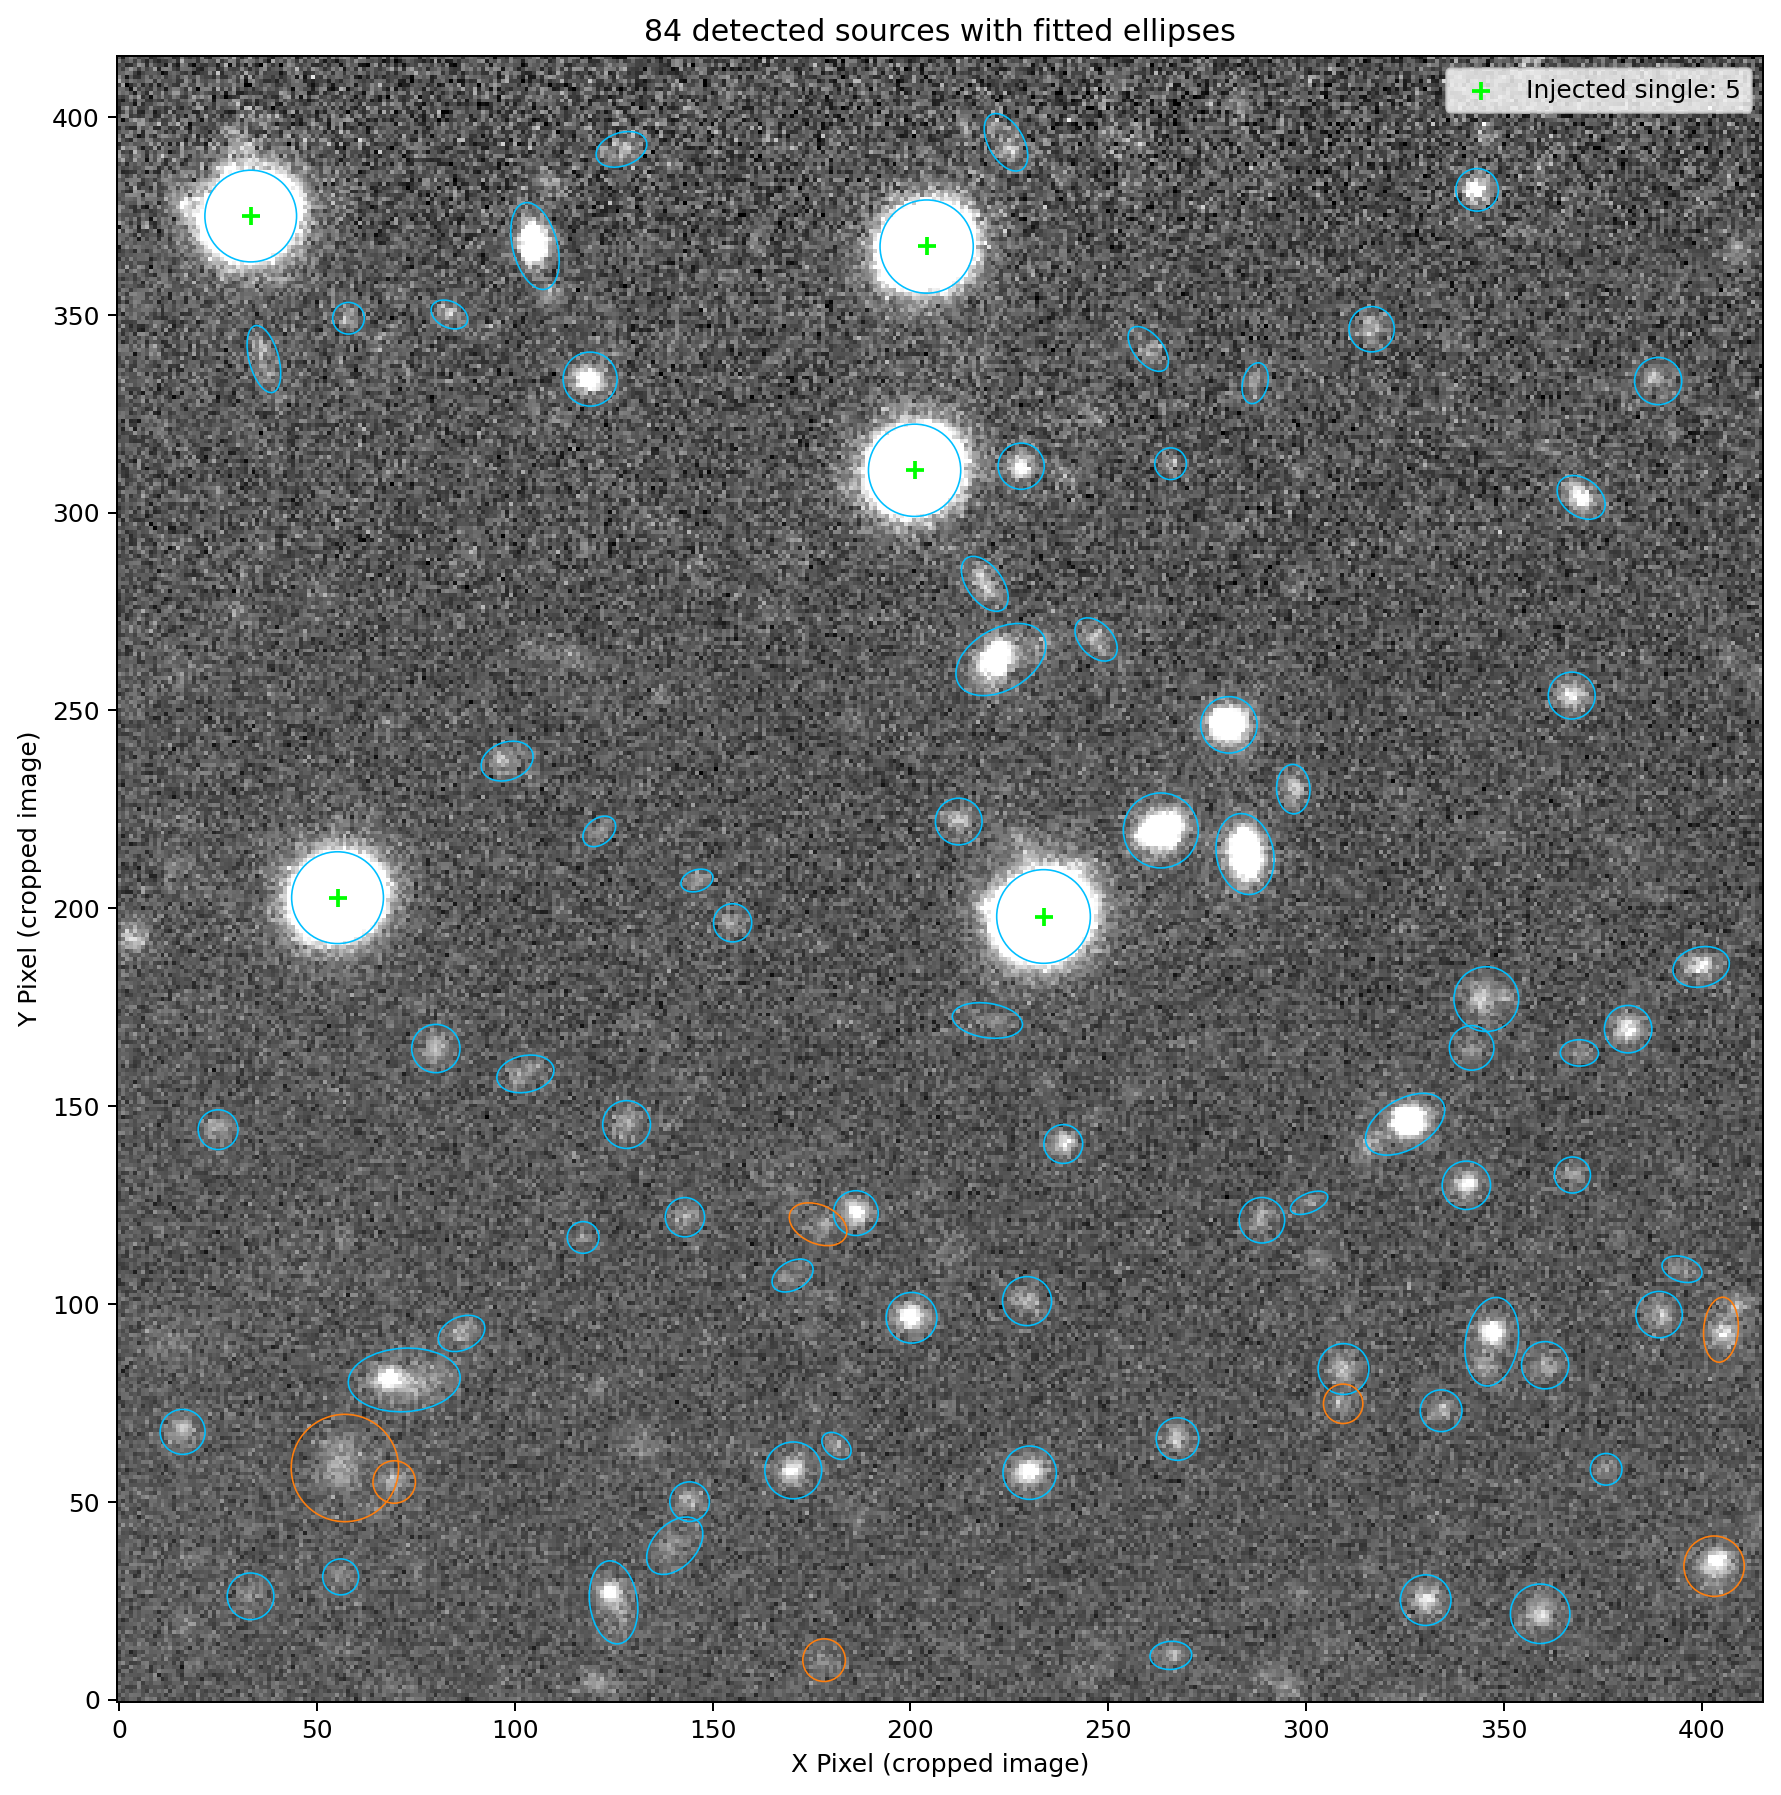 84 detected sources with fitted ellipses
Injected single: 5
Y Pixel (cropped image)
400
350
300
250
200
150
100
50
0
0 50 100 150 200 250 300 350 400
X Pixel (cropped image)